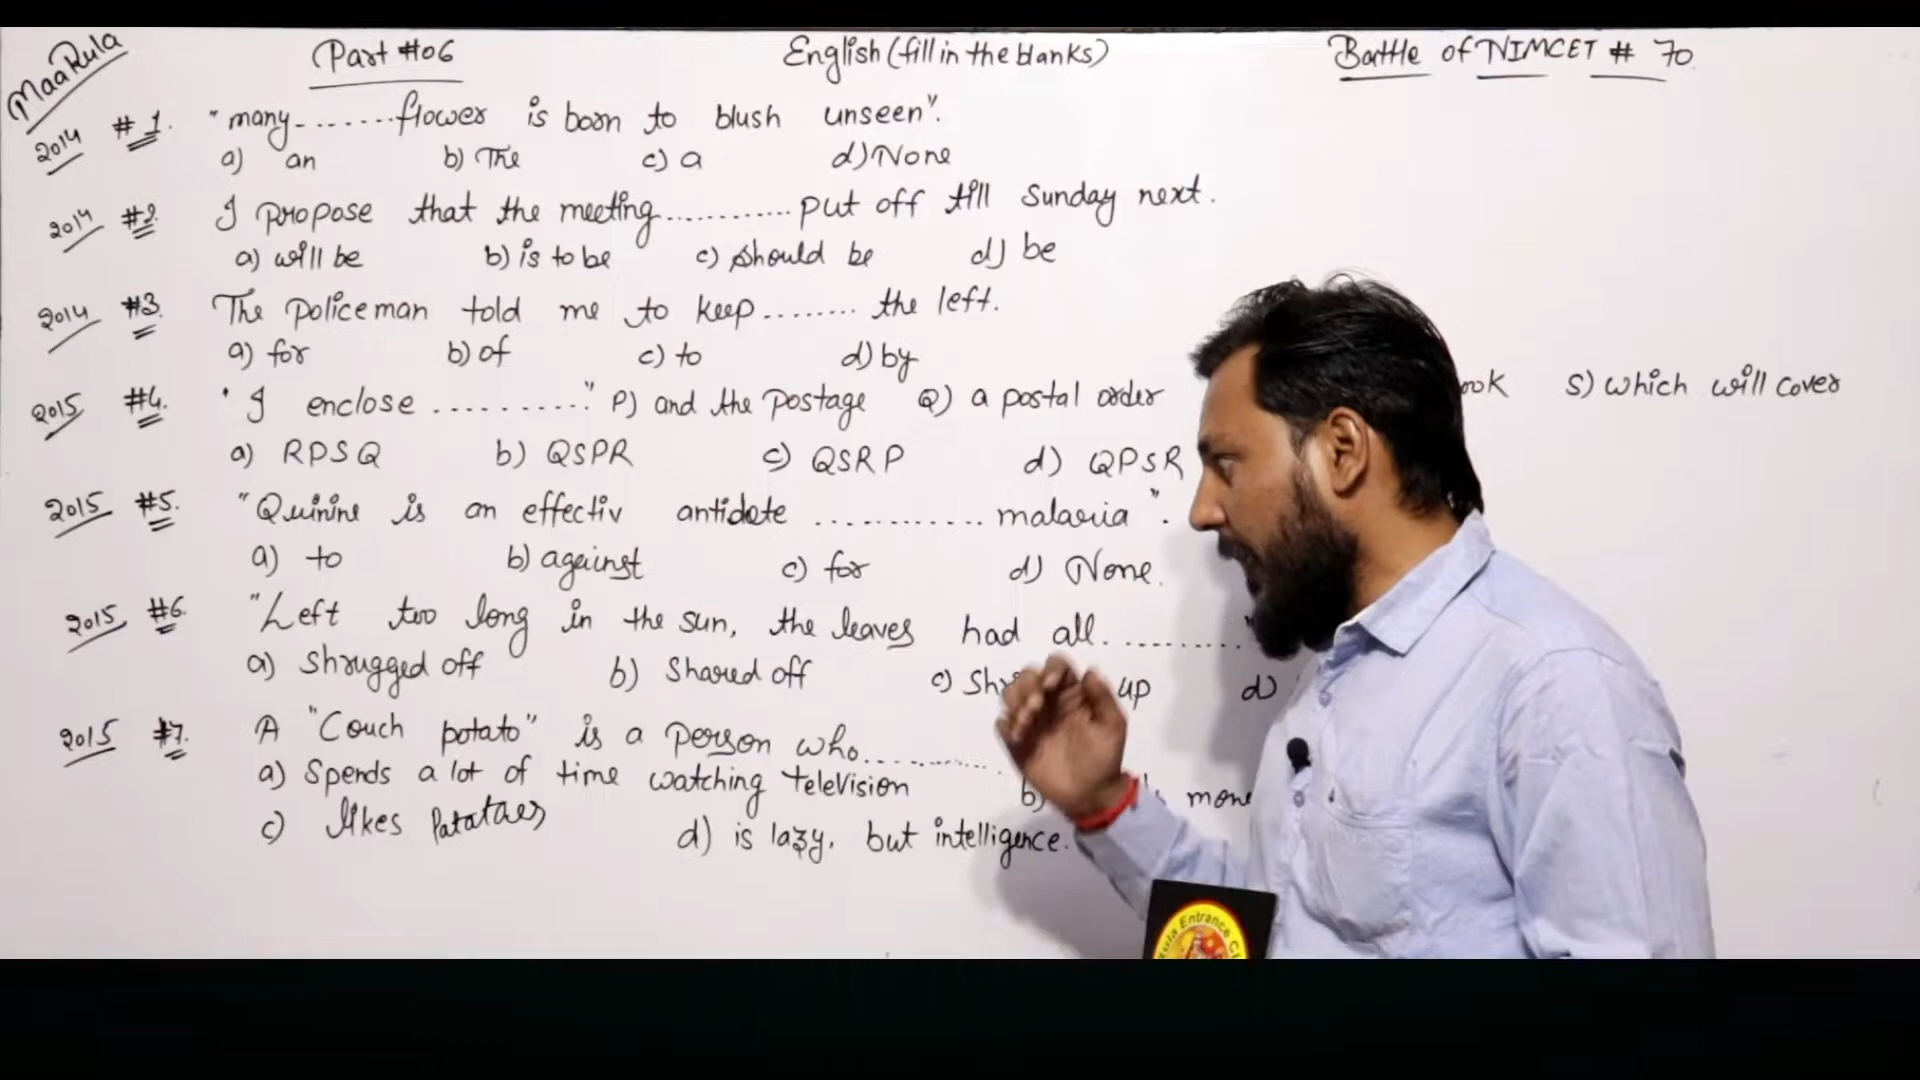 MaaRula
Part #06 English (fill in the blanks) Battle of NIMCET # 70
2014 #1. "many.......flower is born to blush unseen".
a) an b) The c) a d) None
2014 #2. I propose that the meeting............put off till Sunday next.
a) will be b) is to be c) should be d) be
2014 #3. The policeman told me to keep........ the left.
a) for b) of c) to d) by
2015 #4. "I enclose .........." P) and the postage Q) a postal order ook S) which will cover
a) RPSQ b) QSPR c) QSRP d) QPSR
2015 #5. "Quinine is an effectiv antidote ............ malaria".
a) to b) against c) for d) None.
2015 #6. "Left too long in the sun, the leaves had all.........."
a) Shrugged off b) Shared off c) Shr up d)
2015 #7. A "Couch potato" is a person who............
a) Spends a lot of time watching television b) mone
c) likes Patatoes d) is lazy, but intelligence.
ula Entrance Cl